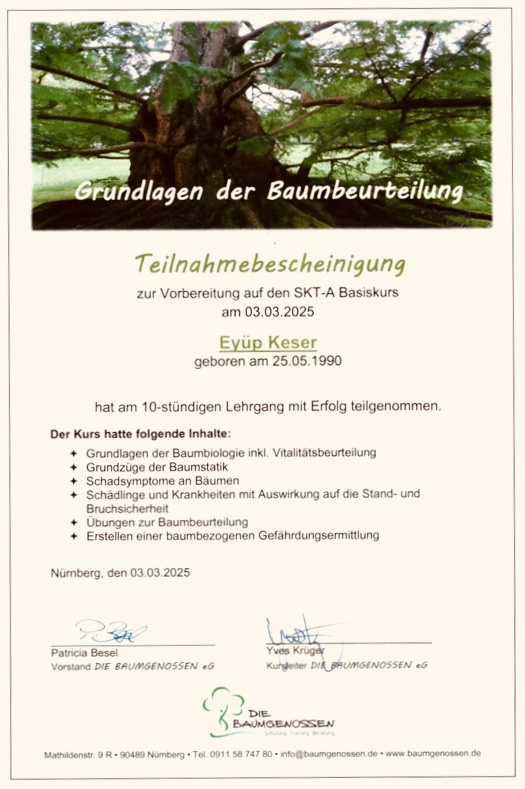 Grundlagen der Baumbeurteilung
Teilnahmebescheinigung
zur Vorbereitung auf den SKT-A Basiskurs
am 03.03.2025
Eyüp Keser
geboren am 25.05.1990
hat am 10-stündigen Lehrgang mit Erfolg teilgenommen.
Der Kurs hatte folgende Inhalte:
✦ Grundlagen der Baumbiologie inkl. Vitalitätsbeurteilung
✦ Grundzüge der Baumstatik
✦ Schadsymptome an Bäumen
✦ Schädlinge und Krankheiten mit Auswirkung auf die Stand- und
Bruchsicherheit
✦ Übungen zur Baumbeurteilung
✦ Erstellen einer baumbezogenen Gefährdungsermittlung
Nürnberg, den 03.03.2025
P. Besel
Patricia Besel
Vorstand DIE BAUMGENOSSEN eG
Yves Krüger
Kursleiter DIE BAUMGENOSSEN eG
DIE
BAUMGENOSSEN
Schulung Training Beratung
Mathildenstr. 9 R • 90489 Nürnberg • Tel. 0911 58 747 80 • info@baumgenossen.de • www.baumgenossen.de